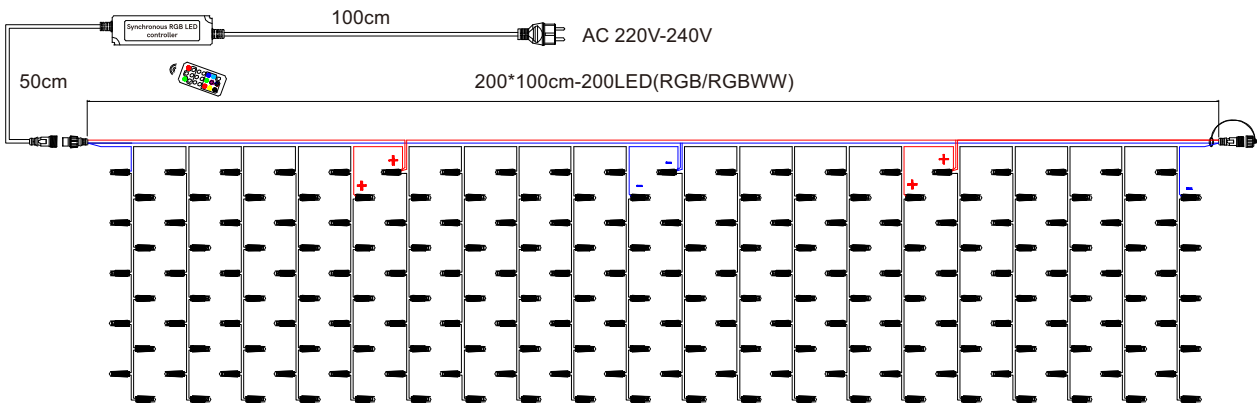 100cm
Synchronous RGB LED
controller
AC 220V-240V
50cm
200*100cm-200LED(RGB/RGBWW)
+
-
+
+
-
+
-